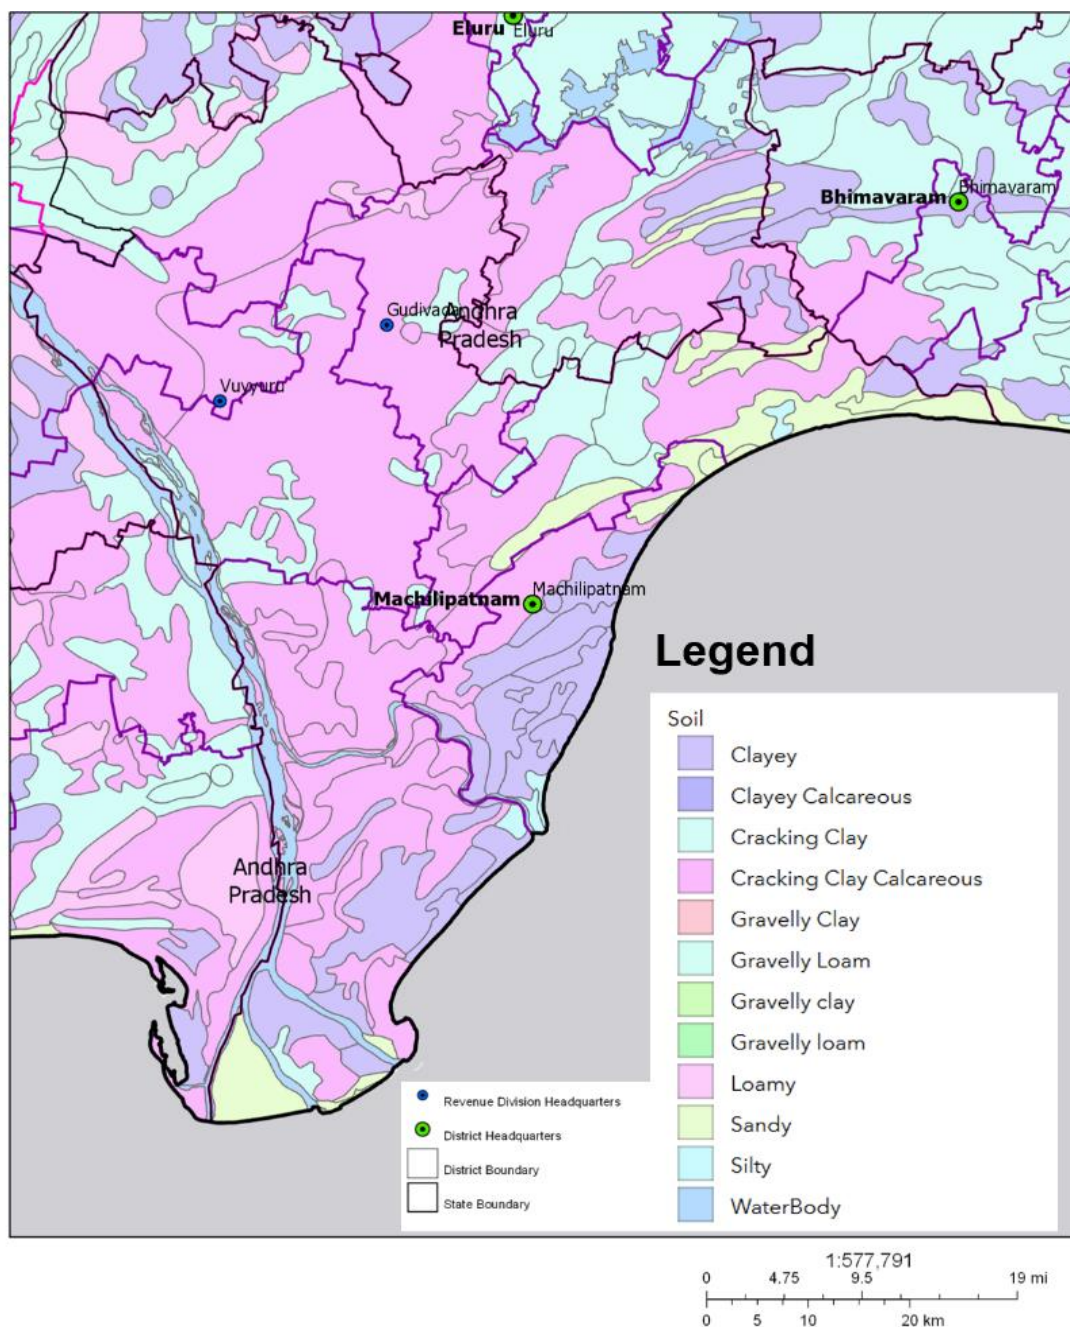 Eluru Eluru
Bhimavaram
Bhimavaram
Gudivada
Andhra
Pradesh
Vuyyuru
Machilipatnam
Machilipatnam
Legend
Soil
Clayey
Clayey Calcareous
Cracking Clay
Cracking Clay Calcareous
Gravelly Clay
Gravelly Loam
Gravelly clay
Gravelly loam
Loamy
Sandy
Silty
WaterBody
Andhra
Pradesh
Revenue Division Headquarters
District Headquarters
District Boundary
State Boundary
1:577,791
0 4.75 9.5 19 mi
0 5 10 20 km